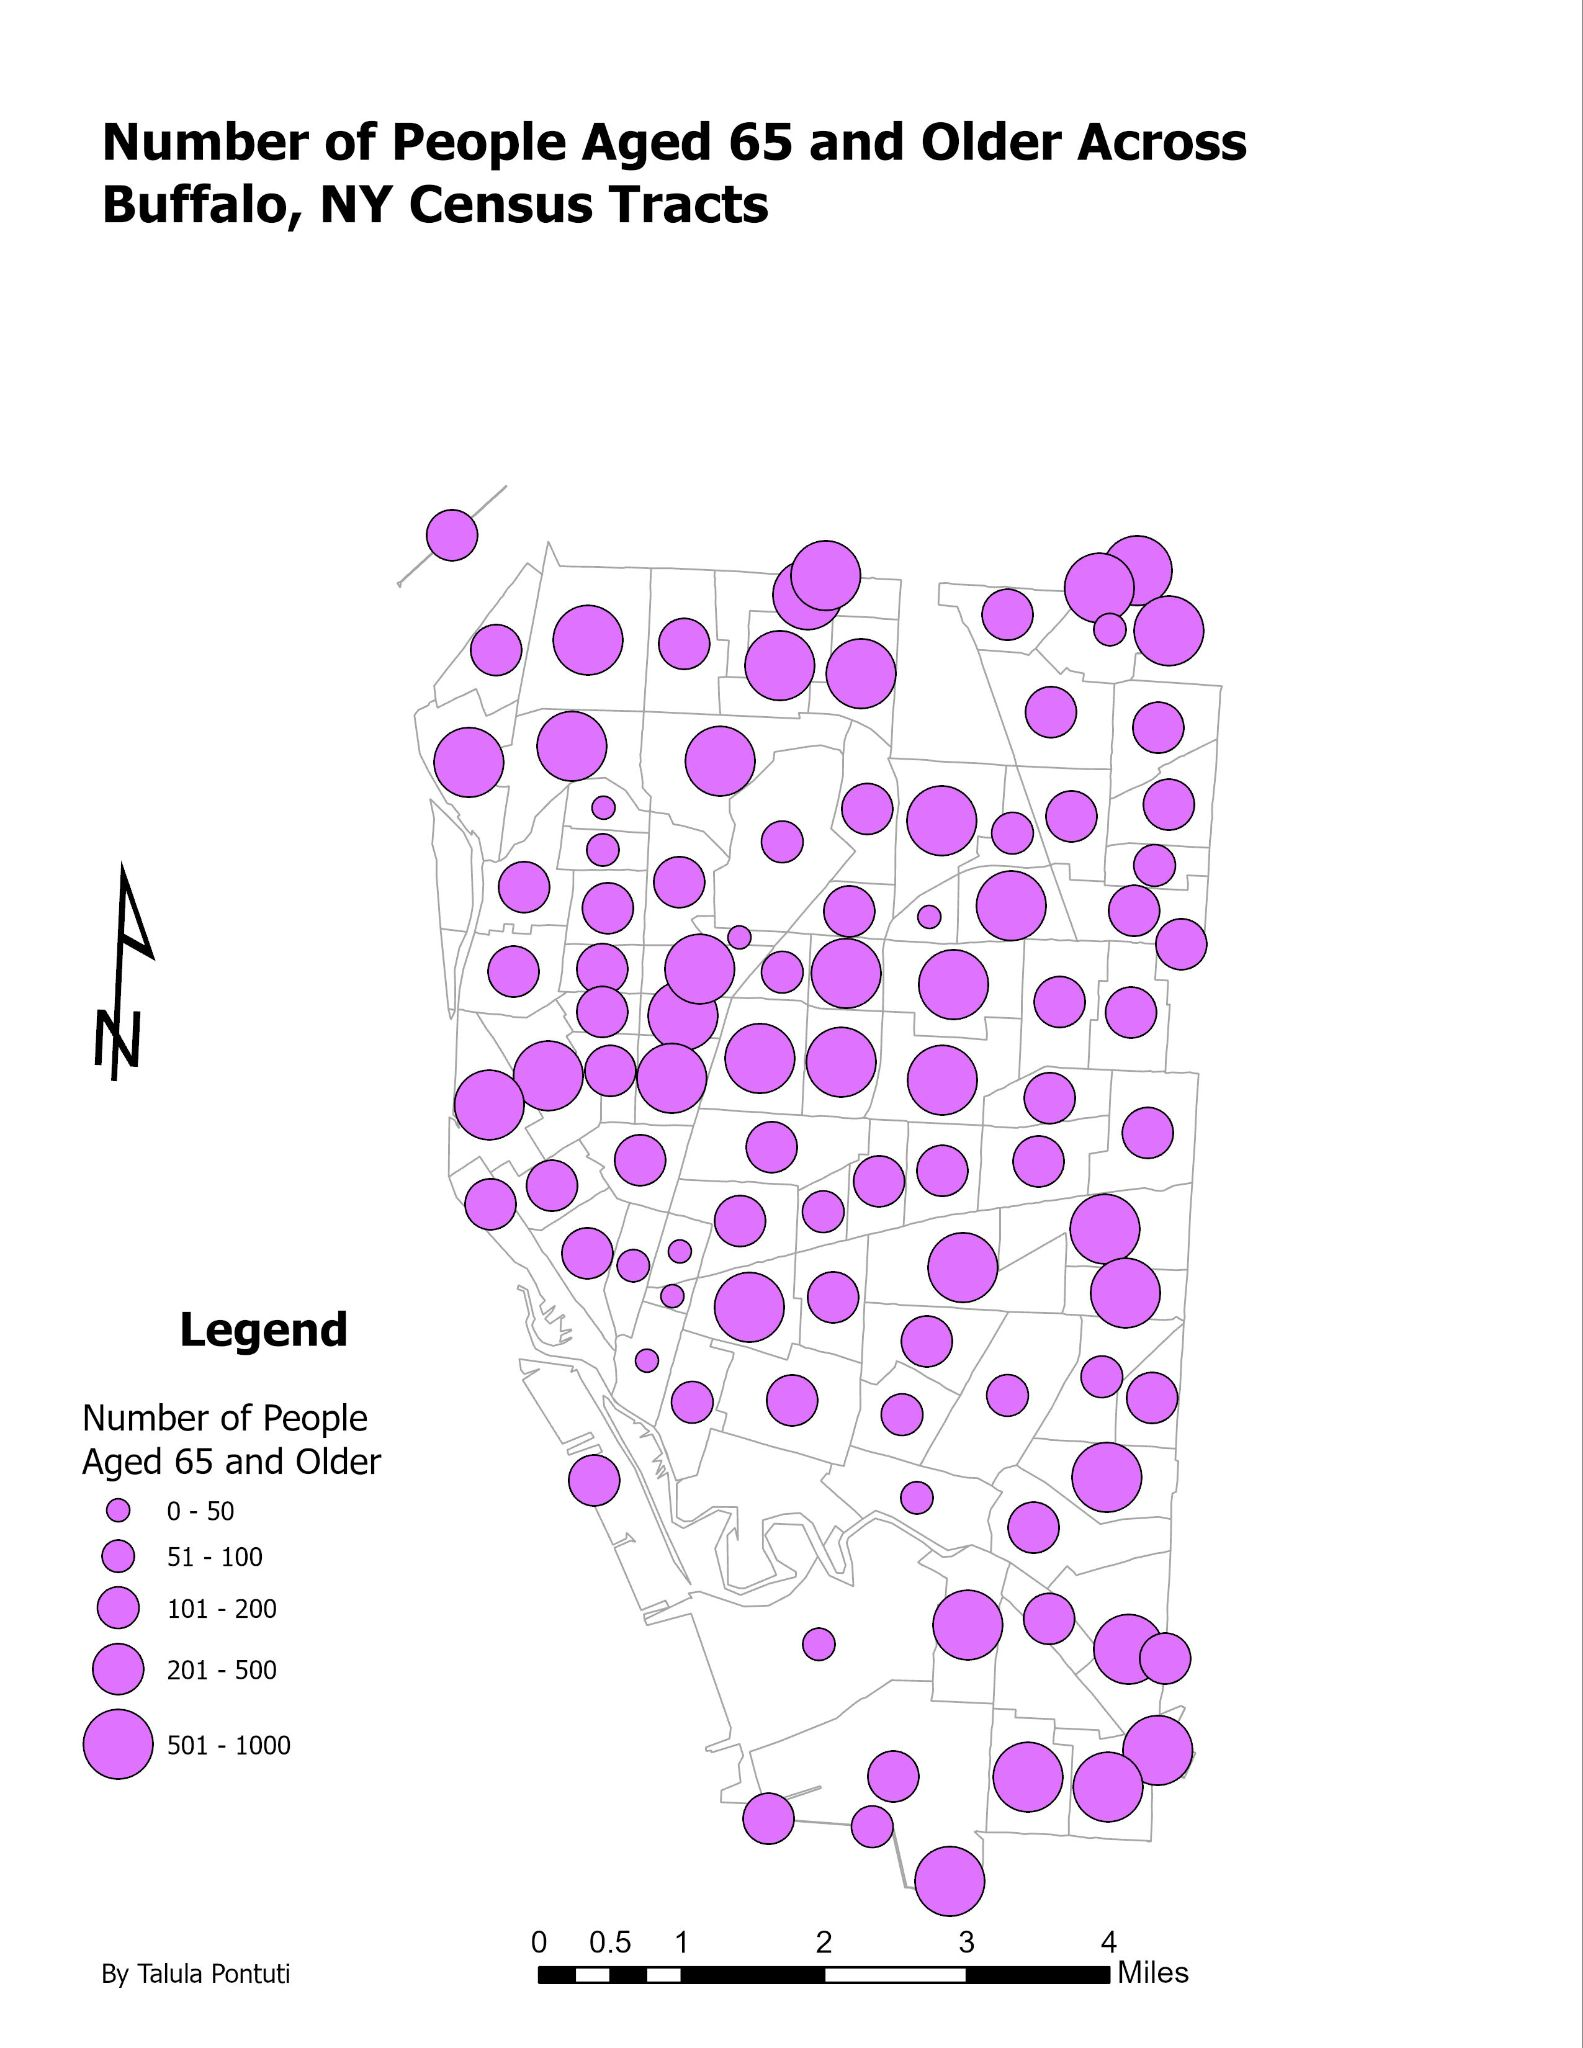 Number of People Aged 65 and Older Across
Buffalo, NY Census Tracts
N
Legend
Number of People
Aged 65 and Older
0 - 50
51 - 100
101 - 200
201 - 500
501 - 1000
By Talula Pontuti
0 0.5 1 2 3 4
Miles